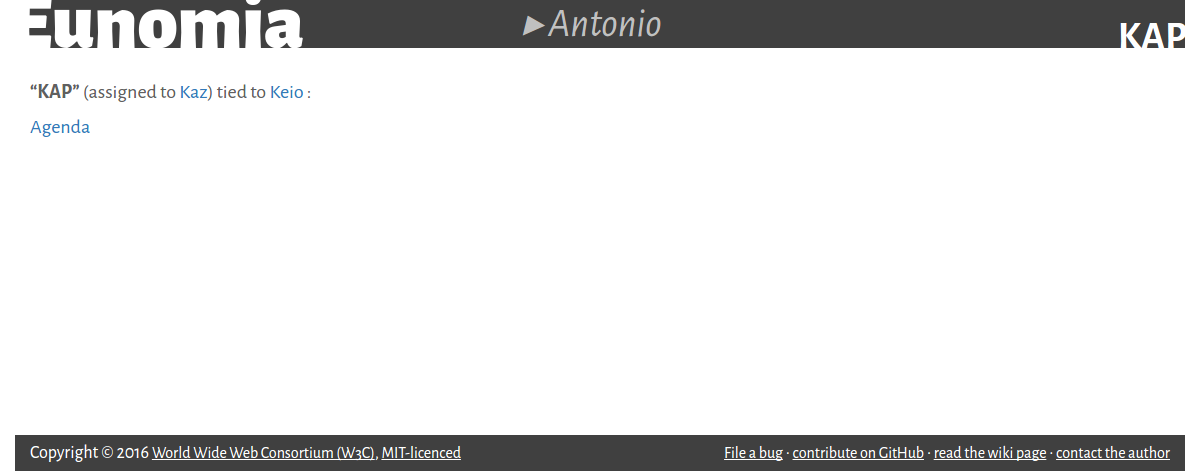 Eunomia ►Antonio KAP
“KAP” (assigned to Kaz) tied to Keio :
Agenda
Copyright © 2016 World Wide Web Consortium (W3C), MIT-licenced File a bug · contribute on GitHub · read the wiki page · contact the author